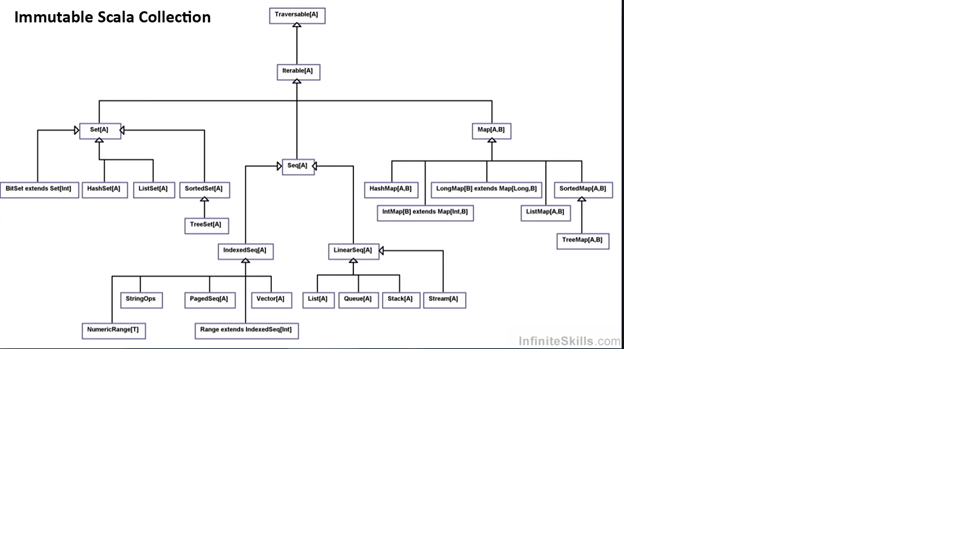 Immutable Scala Collection
Traversable[A]
Iterable[A]
Set[A]
Map[A,B]
Seq[A]
BitSet extends Set[Int]
HashSet[A]
ListSet[A]
SortedSet[A]
HashMap[A,B]
LongMap[B] extends Map[Long,B]
SortedMap[A,B]
IntMap[B] extends Map[Int,B]
ListMap[A,B]
TreeSet[A]
TreeMap[A,B]
IndexedSeq[A]
LinearSeq[A]
StringOps
PagedSeq[A]
Vector[A]
List[A]
Queue[A]
Stack[A]
Stream[A]
NumericRange[T]
Range extends IndexedSeq[Int]
InfiniteSkills.com